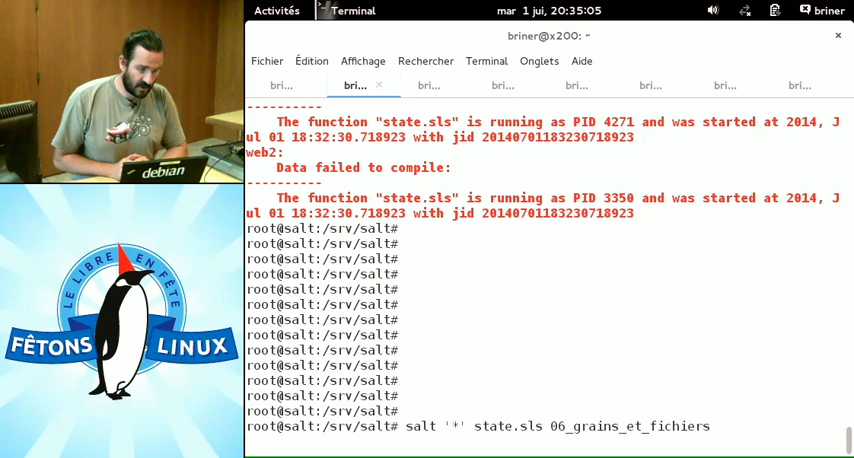 Activités
Terminal
mar 1 jui, 20:35:05
briner
briner@x200: ~
Fichier Édition Affichage Rechercher Terminal Onglets Aide
bri... bri... bri... bri... bri... bri... bri... bri...
----------
The function "state.sls" is running as PID 4271 and was started at 2014, J
ul 01 18:32:30.718923 with jid 20140701183230718923
web2:
Data failed to compile:
----------
The function "state.sls" is running as PID 3350 and was started at 2014, J
ul 01 18:32:30.718923 with jid 20140701183230718923
root@salt:/srv/salt#
root@salt:/srv/salt#
root@salt:/srv/salt#
root@salt:/srv/salt#
root@salt:/srv/salt#
root@salt:/srv/salt#
root@salt:/srv/salt#
root@salt:/srv/salt#
root@salt:/srv/salt#
root@salt:/srv/salt#
root@salt:/srv/salt#
root@salt:/srv/salt#
root@salt:/srv/salt#
root@salt:/srv/salt# salt '*' state.sls 06_grains_et_fichiers
debian
LE LIBRE EN FÊTE
FÊTONS LINUX